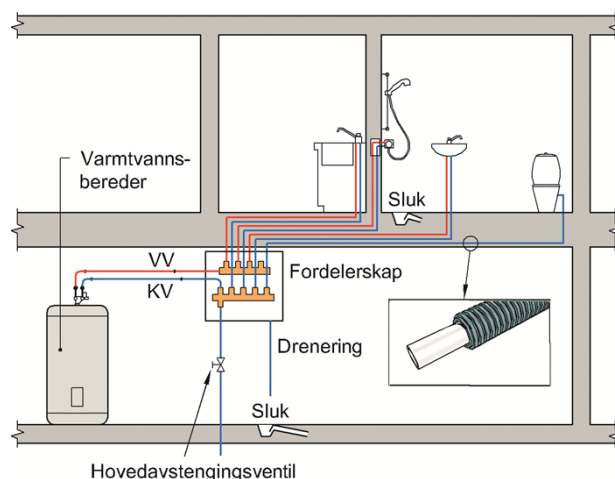 Varmtvanns-
bereder
Sluk
VV
Fordelerskap
KV
Drenering
Sluk
Hovedavstengingsventil